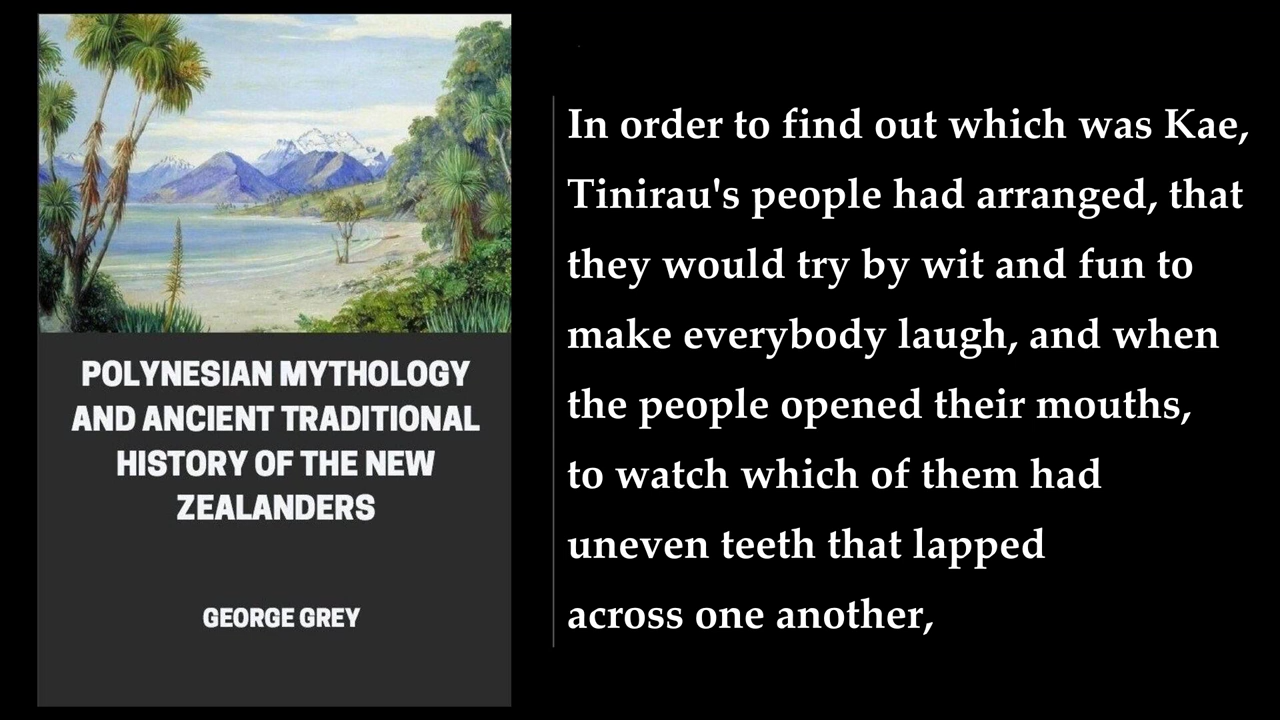 POLYNESIAN MYTHOLOGY
AND ANCIENT TRADITIONAL
HISTORY OF THE NEW
ZEALANDERS
GEORGE GREY
In order to find out which was Kae,
Tinirau's people had arranged, that
they would try by wit and fun to
make everybody laugh, and when
the people opened their mouths,
to watch which of them had
uneven teeth that lapped
across one another,